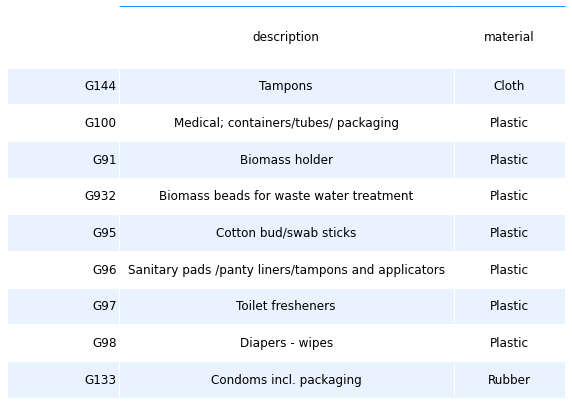 description material
G144 Tampons Cloth
G100 Medical; containers/tubes/ packaging Plastic
G91 Biomass holder Plastic
G932 Biomass beads for waste water treatment Plastic
G95 Cotton bud/swab sticks Plastic
G96 Sanitary pads /panty liners/tampons and applicators Plastic
G97 Toilet fresheners Plastic
G98 Diapers - wipes Plastic
G133 Condoms incl. packaging Rubber